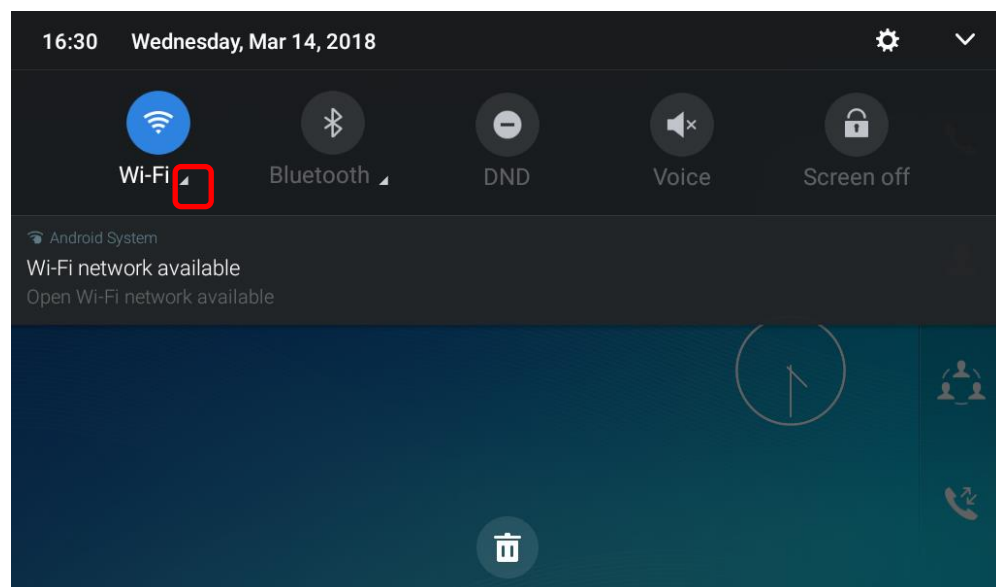 16:30 Wednesday, Mar 14, 2018
Wi-Fi Bluetooth DND Voice Screen off
Android System
Wi-Fi network available
Open Wi-Fi network available